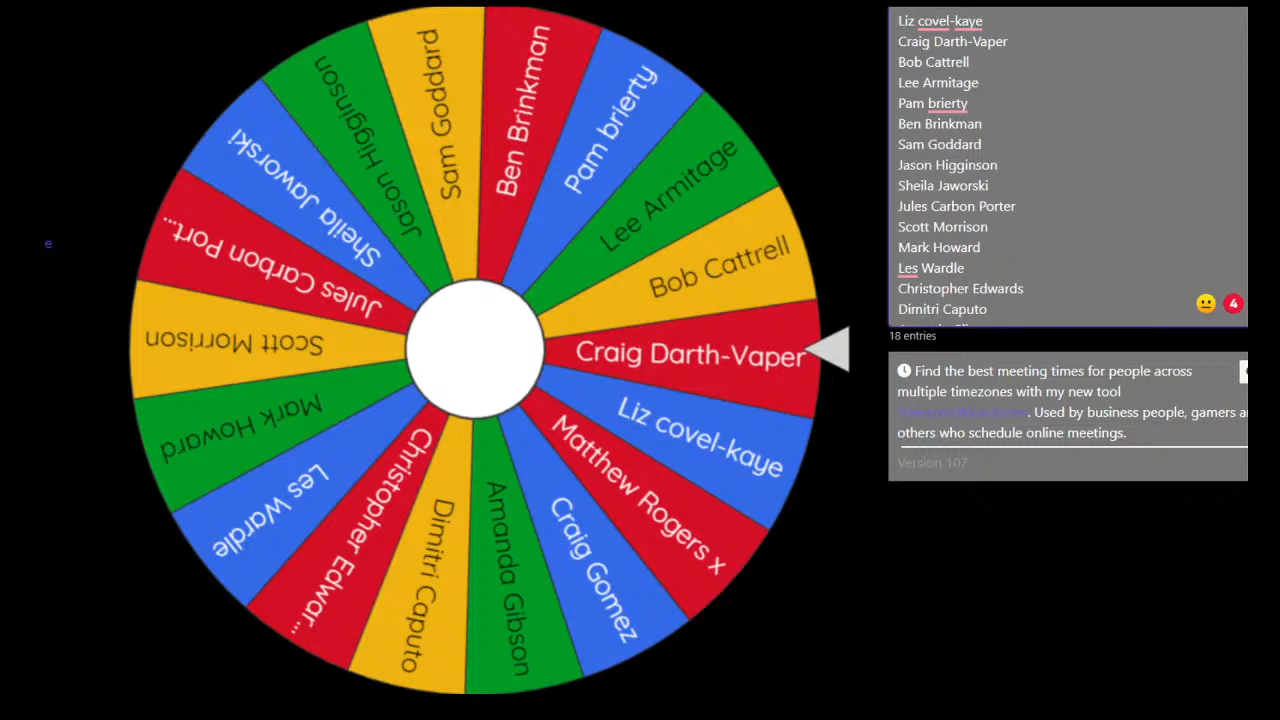 Sam Goddard
Ben Brinkman
Pam brierty
Lee Armitage
Bob Cattrell
Craig Darth-Vaper
Liz covel-kaye
Matthew Rogers x
Craig Gomez
Amanda Gibson
Dimitri Caputo
Christopher Edwar...
Les Wardle
Mark Howard
Scott Morrison
Jules Carbon Port...
Sheila Jaworski
Jason Higginson
e
Liz covel-kaye
Craig Darth-Vaper
Bob Cattrell
Lee Armitage
Pam brierty
Ben Brinkman
Sam Goddard
Jason Higginson
Sheila Jaworski
Jules Carbon Porter
Scott Morrison
Mark Howard
Les Wardle
Christopher Edwards
Dimitri Caputo
4
18 entries
Find the best meeting times for people across
multiple timezones with my new tool
. Used by business people, gamers a
others who schedule online meetings.
Version 107